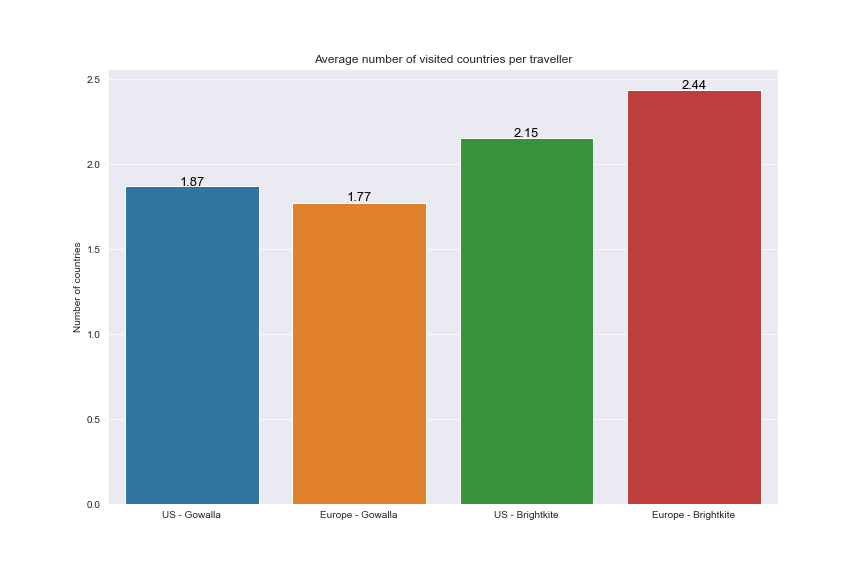 Average number of visited countries per traveller
2.5
2.0
1.5
1.0
0.5
0.0
Number of countries
1.87
1.77
2.15
2.44
US - Gowalla
Europe - Gowalla
US - Brightkite
Europe - Brightkite